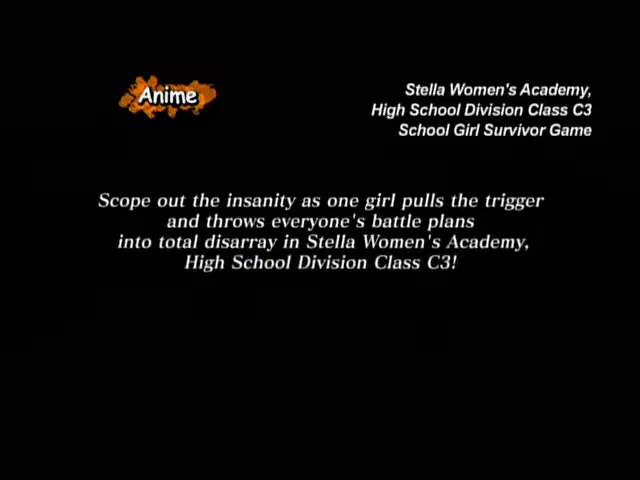 Anime
Stella Women's Academy,
High School Division Class C3
School Girl Survivor Game
Scope out the insanity as one girl pulls the trigger
and throws everyone's battle plans
into total disarray in Stella Women's Academy,
High School Division Class C3!